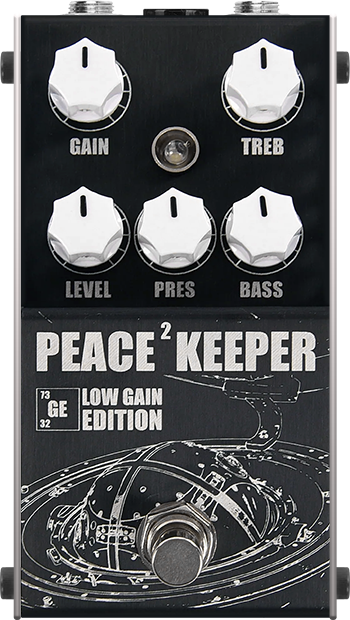 GAIN TREB
LEVEL PRES BASS
PEACE 2 KEEPER
73
GE
32
LOW GAIN
EDITION